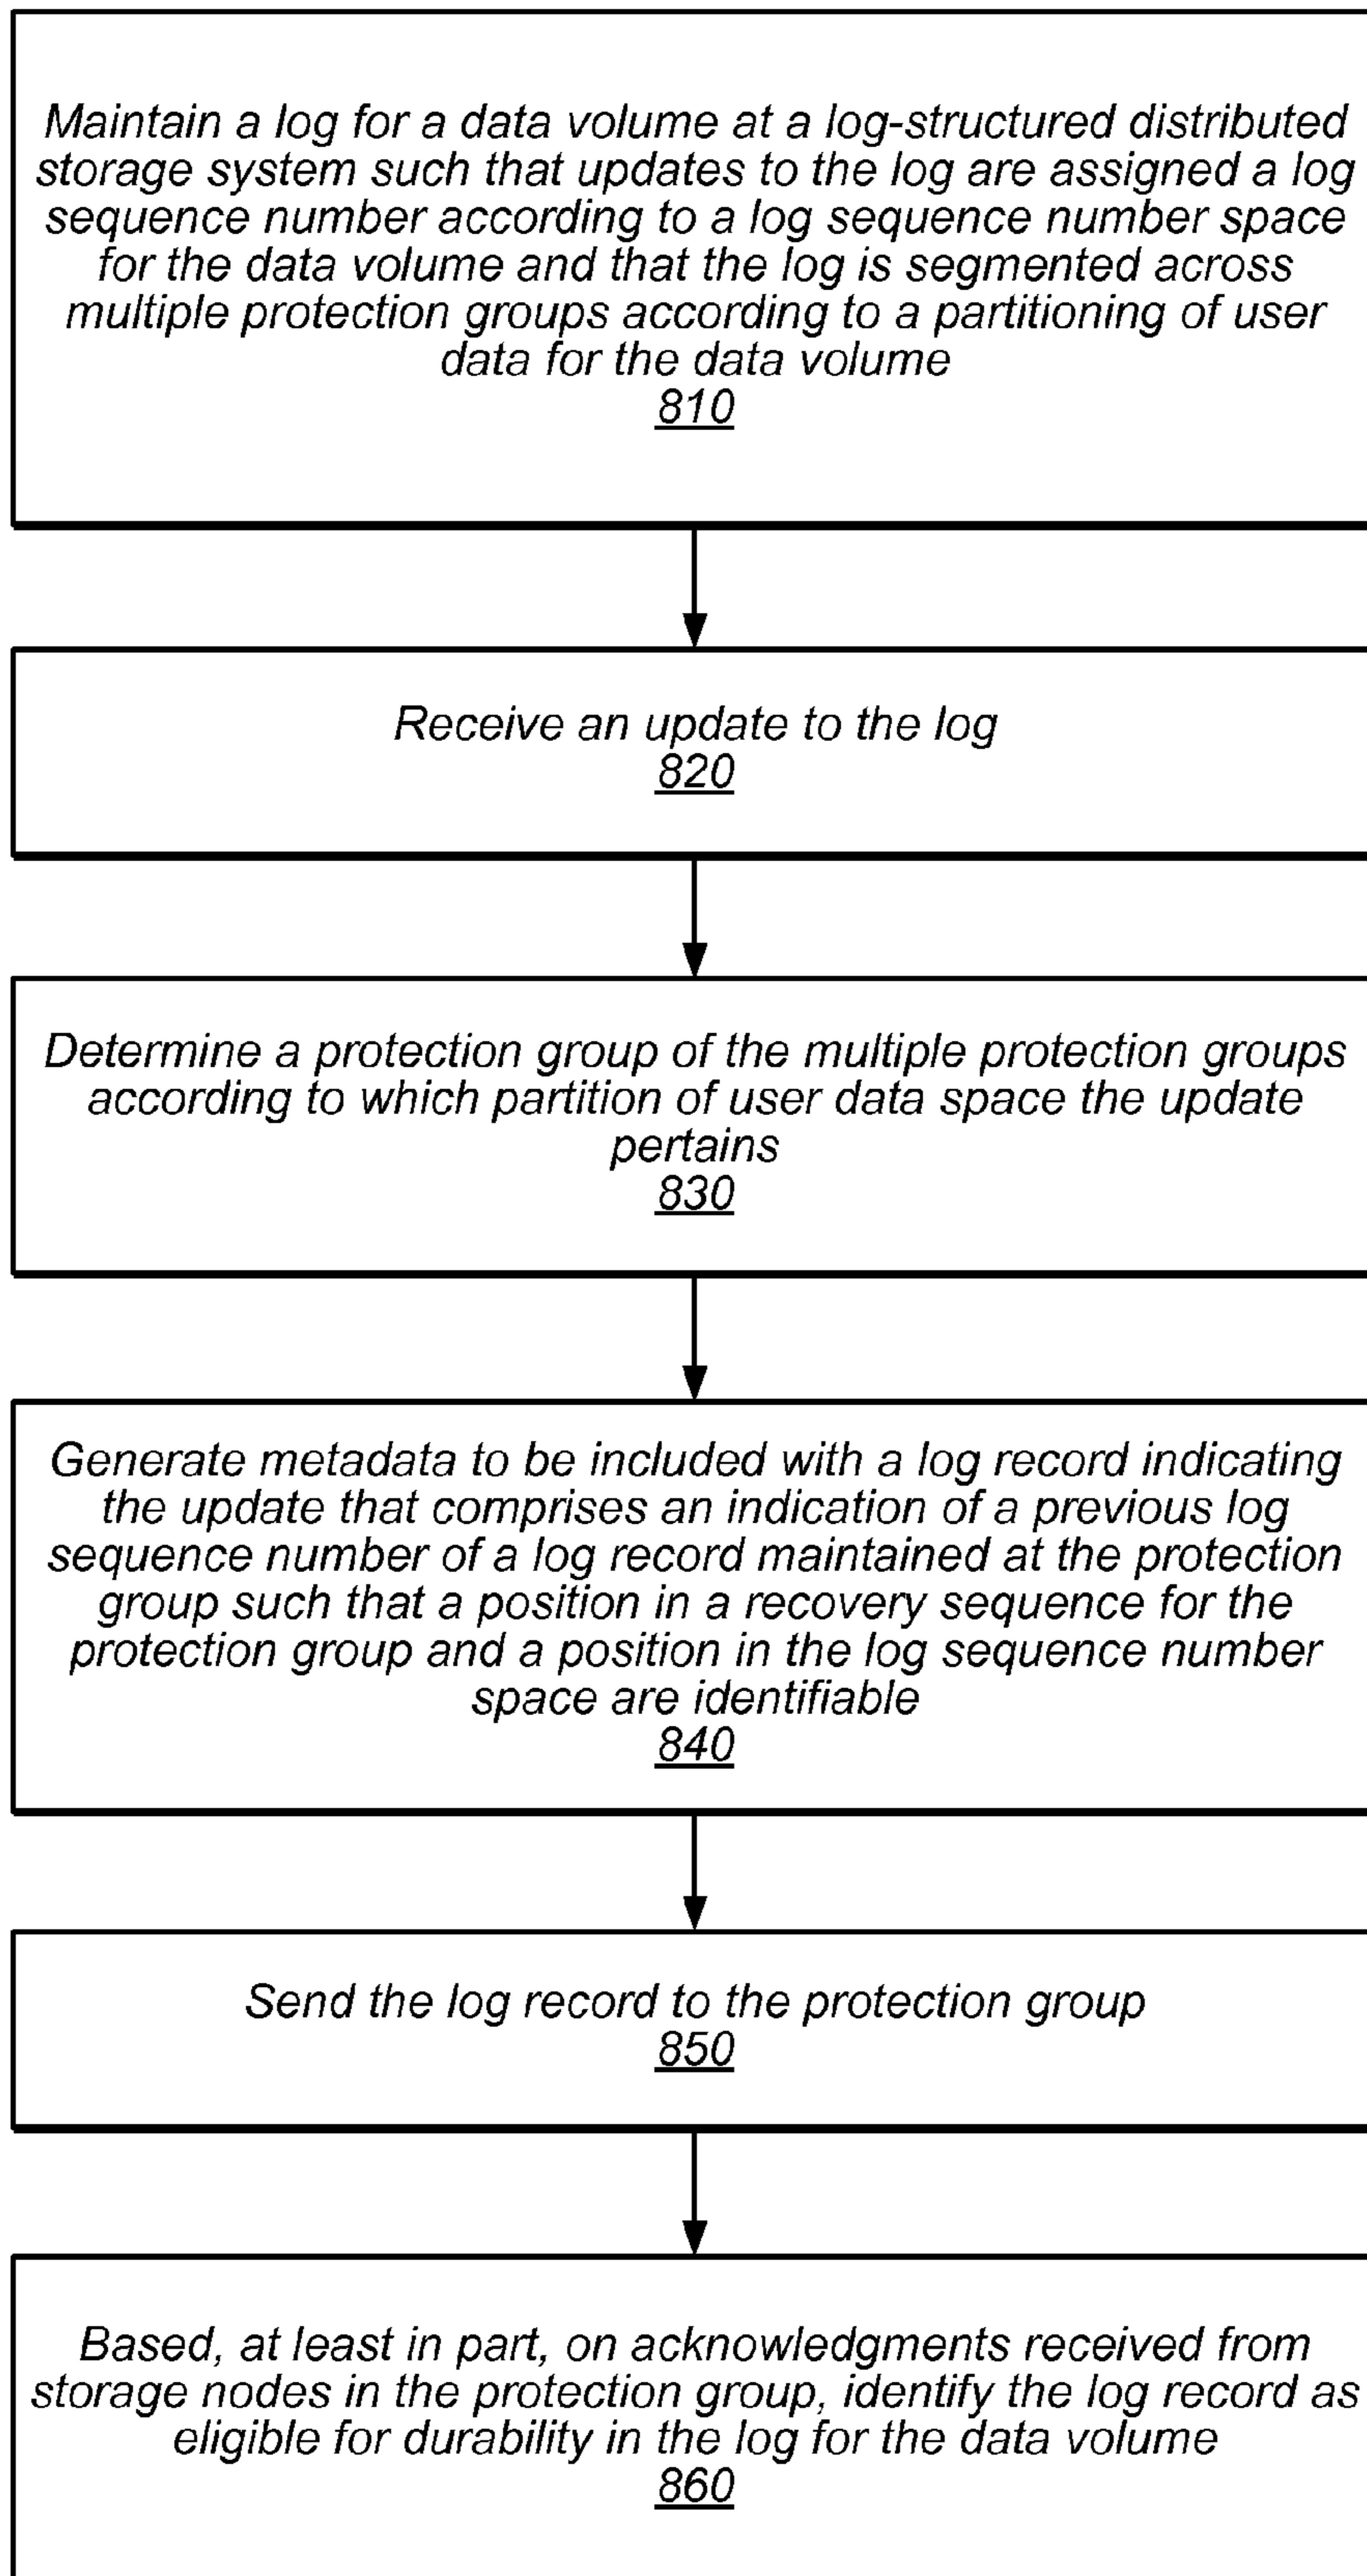 Maintain a log for a data volume at a log-structured distributed
storage system such that updates to the log are assigned a log
sequence number according to a log sequence number space
for the data volume and that the log is segmented across
multiple protection groups according to a partitioning of user
data for the data volume
810
Receive an update to the log
820
Determine a protection group of the multiple protection groups
according to which partition of user data space the update
pertains
830
Generate metadata to be included with a log record indicating
the update that comprises an indication of a previous log
sequence number of a log record maintained at the protection
group such that a position in a recovery sequence for the
protection group and a position in the log sequence number
space are identifiable
840
Send the log record to the protection group
850
Based, at least in part, on acknowledgments received from
storage nodes in the protection group, identify the log record as
eligible for durability in the log for the data volume
860